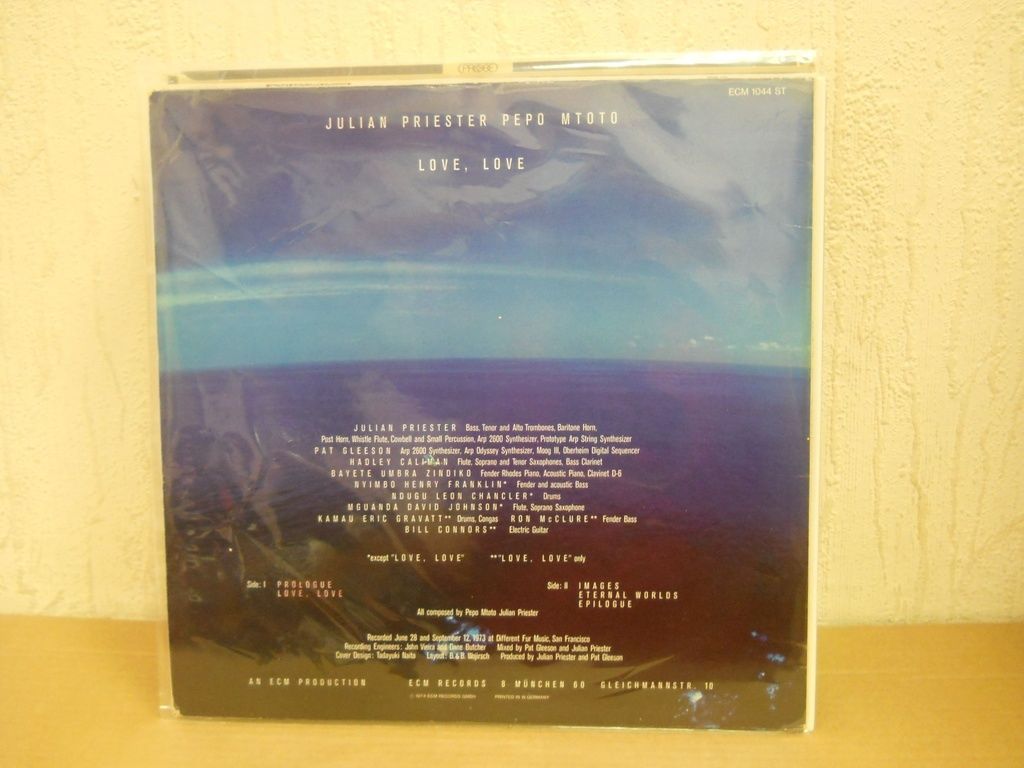 PROBE
ECM 1044 ST
JULIAN PRIESTER PEPO MTOTO
LOVE, LOVE
JULIAN PRIESTER Bass, Tenor and Alto Trombones, Baritone Horn,
Post Horn, Whistle Flute, Cowbell and Small Percussion, Arp 2600 Synthesizer, Prototype Arp String Synthesizer
PAT GLEESON Arp 2600 Synthesizer, Arp Odyssey Synthesizer, Moog III, Oberheim Digital Sequencer
HADLEY CALIMAN Flute, Soprano and Tenor Saxophones, Bass Clarinet
BAYETE UMBRA ZINDIKO Fender Rhodes Piano, Acoustic Piano, Clavinet D-6
NYIMBO HENRY FRANKLIN* Fender and acoustic Bass
NDUGU LEON CHANCLER* Drums
MGUANDA DAVID JOHNSON* Flute, Soprano Saxophone
KAMAU ERIC GRAVATT** Drums, Congas RON McCLURE** Fender Bass
BILL CONNORS** Electric Guitar
*except "LOVE, LOVE" **"LOVE, LOVE" only
Side: I PROLOGUE
LOVE, LOVE
Side: II IMAGES
ETERNAL WORLDS
EPILOGUE
All composed by Pepo Mtoto Julian Priester
Recorded June 28 and September 12, 1973 at Different Fur Music, San Francisco
Recording Engineers: John Vieira and Dane Butcher Mixed by Pat Gleeson and Julian Priester
Cover Design: Tadayuki Naito Layout: B. & B. Wojirsch Produced by Julian Priester and Pat Gleeson
AN ECM PRODUCTION ECM RECORDS 8 MÜNCHEN 60 GLEICHMANNSTR. 10
© 1974 ECM RECORDS GMBH PRINTED IN W. GERMANY